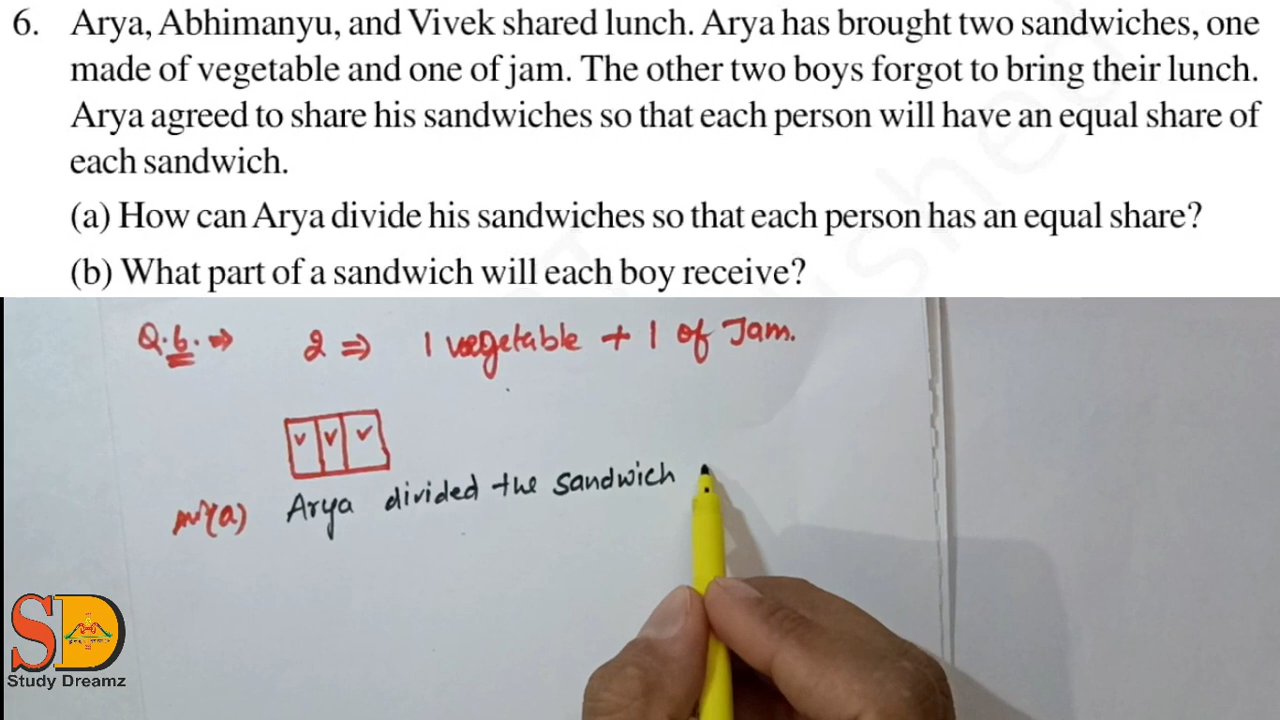 6. Arya, Abhimanyu, and Vivek shared lunch. Arya has brought two sandwiches, one
made of vegetable and one of jam. The other two boys forgot to bring their lunch.
Arya agreed to share his sandwiches so that each person will have an equal share of
each sandwich.
(a) How can Arya divide his sandwiches so that each person has an equal share?
(b) What part of a sandwich will each boy receive?
Q.6. ⇒ 2 ⇒ 1 vegetable + 1 of Jam.
(a) Arya divided the sandwich
SD
Study Dreamz